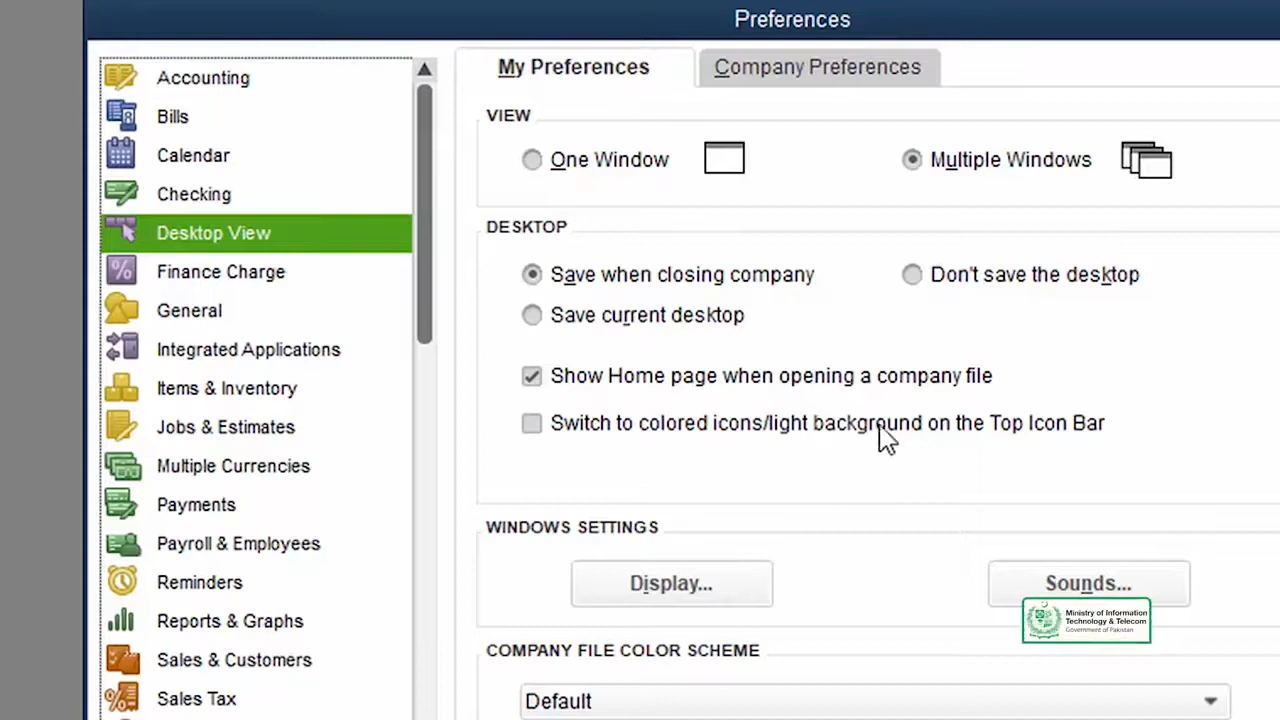 Preferences
Accounting
Bills
Calendar
Checking
Desktop View
Finance Charge
General
Integrated Applications
Items & Inventory
Jobs & Estimates
Multiple Currencies
Payments
Payroll & Employees
Reminders
Reports & Graphs
Sales & Customers
Sales Tax
My Preferences
Company Preferences
VIEW
One Window
Multiple Windows
DESKTOP
Save when closing company
Don't save the desktop
Save current desktop
Show Home page when opening a company file
Switch to colored icons/light background on the Top Icon Bar
WINDOWS SETTINGS
Display...
Sounds...
Ministry of Information
Technology & Telecom
Government of Pakistan
COMPANY FILE COLOR SCHEME
Default